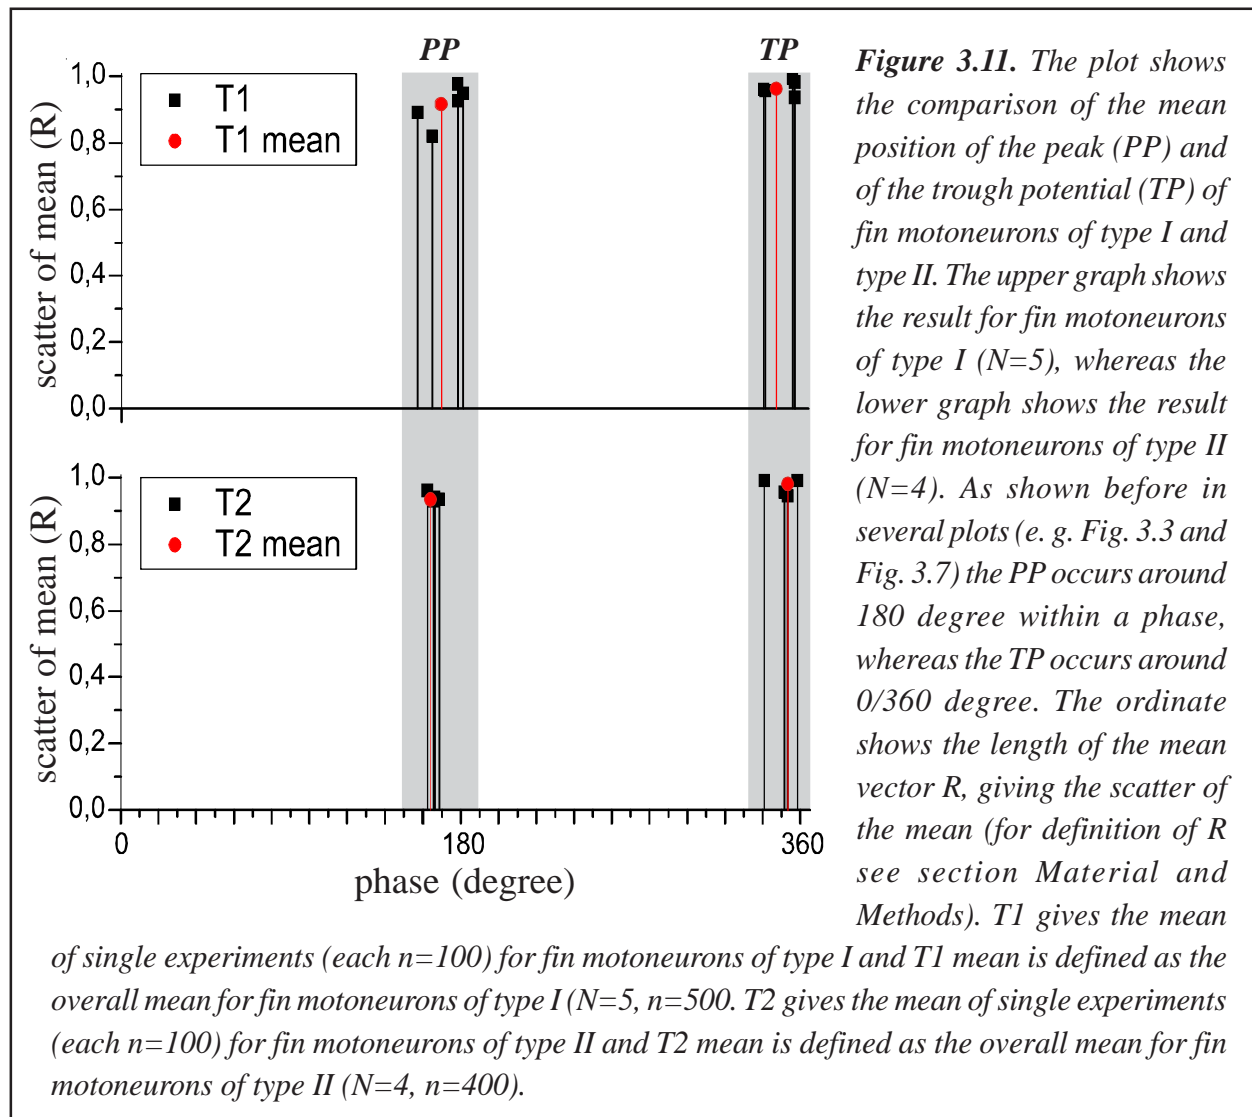 PP
TP
1,0
0,8
0,6
0,4
0,2
0,0
scatter of mean (R)
T1
T1 mean
1,0
0,8
0,6
0,4
0,2
0,0
scatter of mean (R)
T2
T2 mean
0
180
360
phase (degree)
Figure 3.11. The plot shows
the comparison of the mean
position of the peak (PP) and
of the trough potential (TP) of
fin motoneurons of type I and
type II. The upper graph shows
the result for fin motoneurons
of type I (N=5), whereas the
lower graph shows the result
for fin motoneurons of type II
(N=4). As shown before in
several plots (e. g. Fig. 3.3 and
Fig. 3.7) the PP occurs around
180 degree within a phase,
whereas the TP occurs around
0/360 degree. The ordinate
shows the length of the mean
vector R, giving the scatter of
the mean (for definition of R
see section Material and
Methods). T1 gives the mean
of single experiments (each n=100) for fin motoneurons of type I and T1 mean is defined as the
overall mean for fin motoneurons of type I (N=5, n=500. T2 gives the mean of single experiments
(each n=100) for fin motoneurons of type II and T2 mean is defined as the overall mean for fin
motoneurons of type II (N=4, n=400).